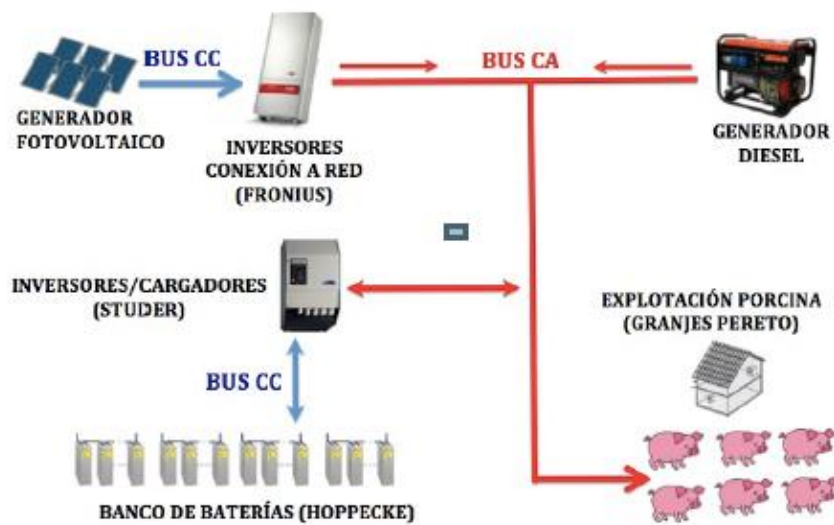 BUS CC
BUS CA
GENERADOR
FOTOVOLTAICO
INVERSORES
CONEXIÓN A RED
(FRONIUS)
GENERADOR
DIESEL
INVERSORES/CARGADORES
(STUDER)
EXPLOTACIÓN PORCINA
(GRANJES PERETO)
BUS CC
BANCO DE BATERÍAS (HOPPECKE)